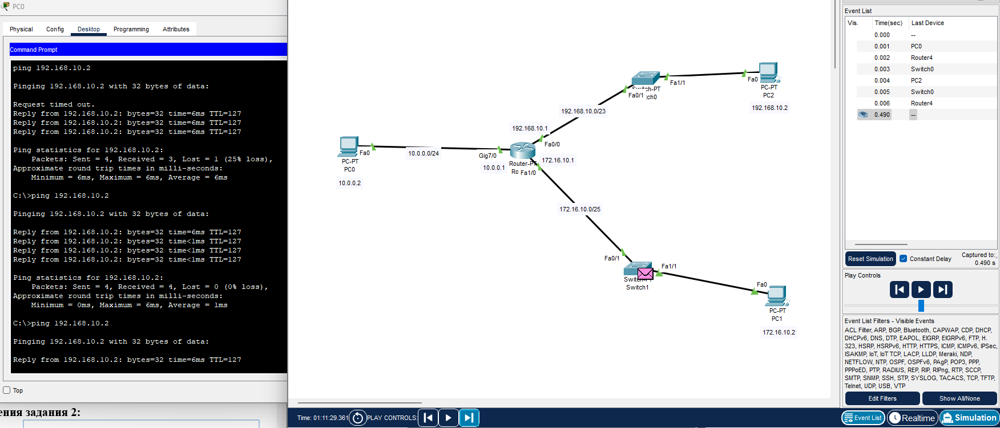 PC0
Physical
Config
Desktop
Programming
Attributes
Command Prompt
ping 192.168.10.2
Pinging 192.168.10.2 with 32 bytes of data:
Request timed out.
Reply from 192.168.10.2: bytes=32 time=6ms TTL=127
Reply from 192.168.10.2: bytes=32 time=6ms TTL=127
Reply from 192.168.10.2: bytes=32 time=6ms TTL=127
Ping statistics for 192.168.10.2:
Packets: Sent = 4, Received = 3, Lost = 1 (25% loss),
Approximate round trip times in milli-seconds:
Minimum = 6ms, Maximum = 6ms, Average = 6ms
C:\>ping 192.168.10.2
Pinging 192.168.10.2 with 32 bytes of data:
Reply from 192.168.10.2: bytes=32 time=6ms TTL=127
Reply from 192.168.10.2: bytes=32 time<1ms TTL=127
Reply from 192.168.10.2: bytes=32 time<1ms TTL=127
Reply from 192.168.10.2: bytes=32 time<1ms TTL=127
Ping statistics for 192.168.10.2:
Packets: Sent = 4, Received = 4, Lost = 0 (0% loss),
Approximate round trip times in milli-seconds:
Minimum = 0ms, Maximum = 6ms, Average = 1ms
C:\>ping 192.168.10.2
Pinging 192.168.10.2 with 32 bytes of data:
Reply from 192.168.10.2: bytes=32 time=6ms TTL=127
Top
ения задания 2:
Fa0
PC-PT
PC0
10.0.0.2
10.0.0.0/24
Gig7/0
10.0.0.1
192.168.10.1
Fa0/0
172.16.10.1
Router-PT
Ro
Fa1/0
192.168.10.0/23
Fa0/1
ch-PT
ch0
Fa1/1
Fa0
PC-PT
PC2
192.168.10.2
172.16.10.0/25
Fa0/1
Fa1/1
Switch1
Fa0
PC-PT
PC1
172.16.10.2
Event List
Vis. Time(sec) Last Device
0.000 --
0.001 PC0
0.002 Router4
0.003 Switch0
0.004 PC2
0.005 Switch0
0.006 Router4
0.490 --
Reset Simulation
Constant Delay
Captured to:
0.490 s
Play Controls
Event List Filters - Visible Events
ACL Filter, ARP, BGP, Bluetooth, CAPWAP, CDP, DHCP,
DHCPv6, DNS, DTP, EAPOL, EIGRP, EIGRPv6, FTP, H.
323, HSRP, HSRPv6, HTTP, HTTPS, ICMP, ICMPv6, IPSec,
ISAKMP, IoT, IoT TCP, LACP, LLDP, Meraki, NDP,
NETFLOW, NTP, OSPF, OSPFv6, PAgP, POP3, PPP,
PPPoED, PTP, RADIUS, REP, RIP, RIPng, RTP, SCCP,
SMTP, SNMP, SSH, STP, SYSLOG, TACACS, TCP, TFTP,
Telnet, UDP, USB, VTP
Edit Filters
Show All/None
Time: 01:11:29.361
PLAY CONTROLS:
Event List
Realtime
Simulation